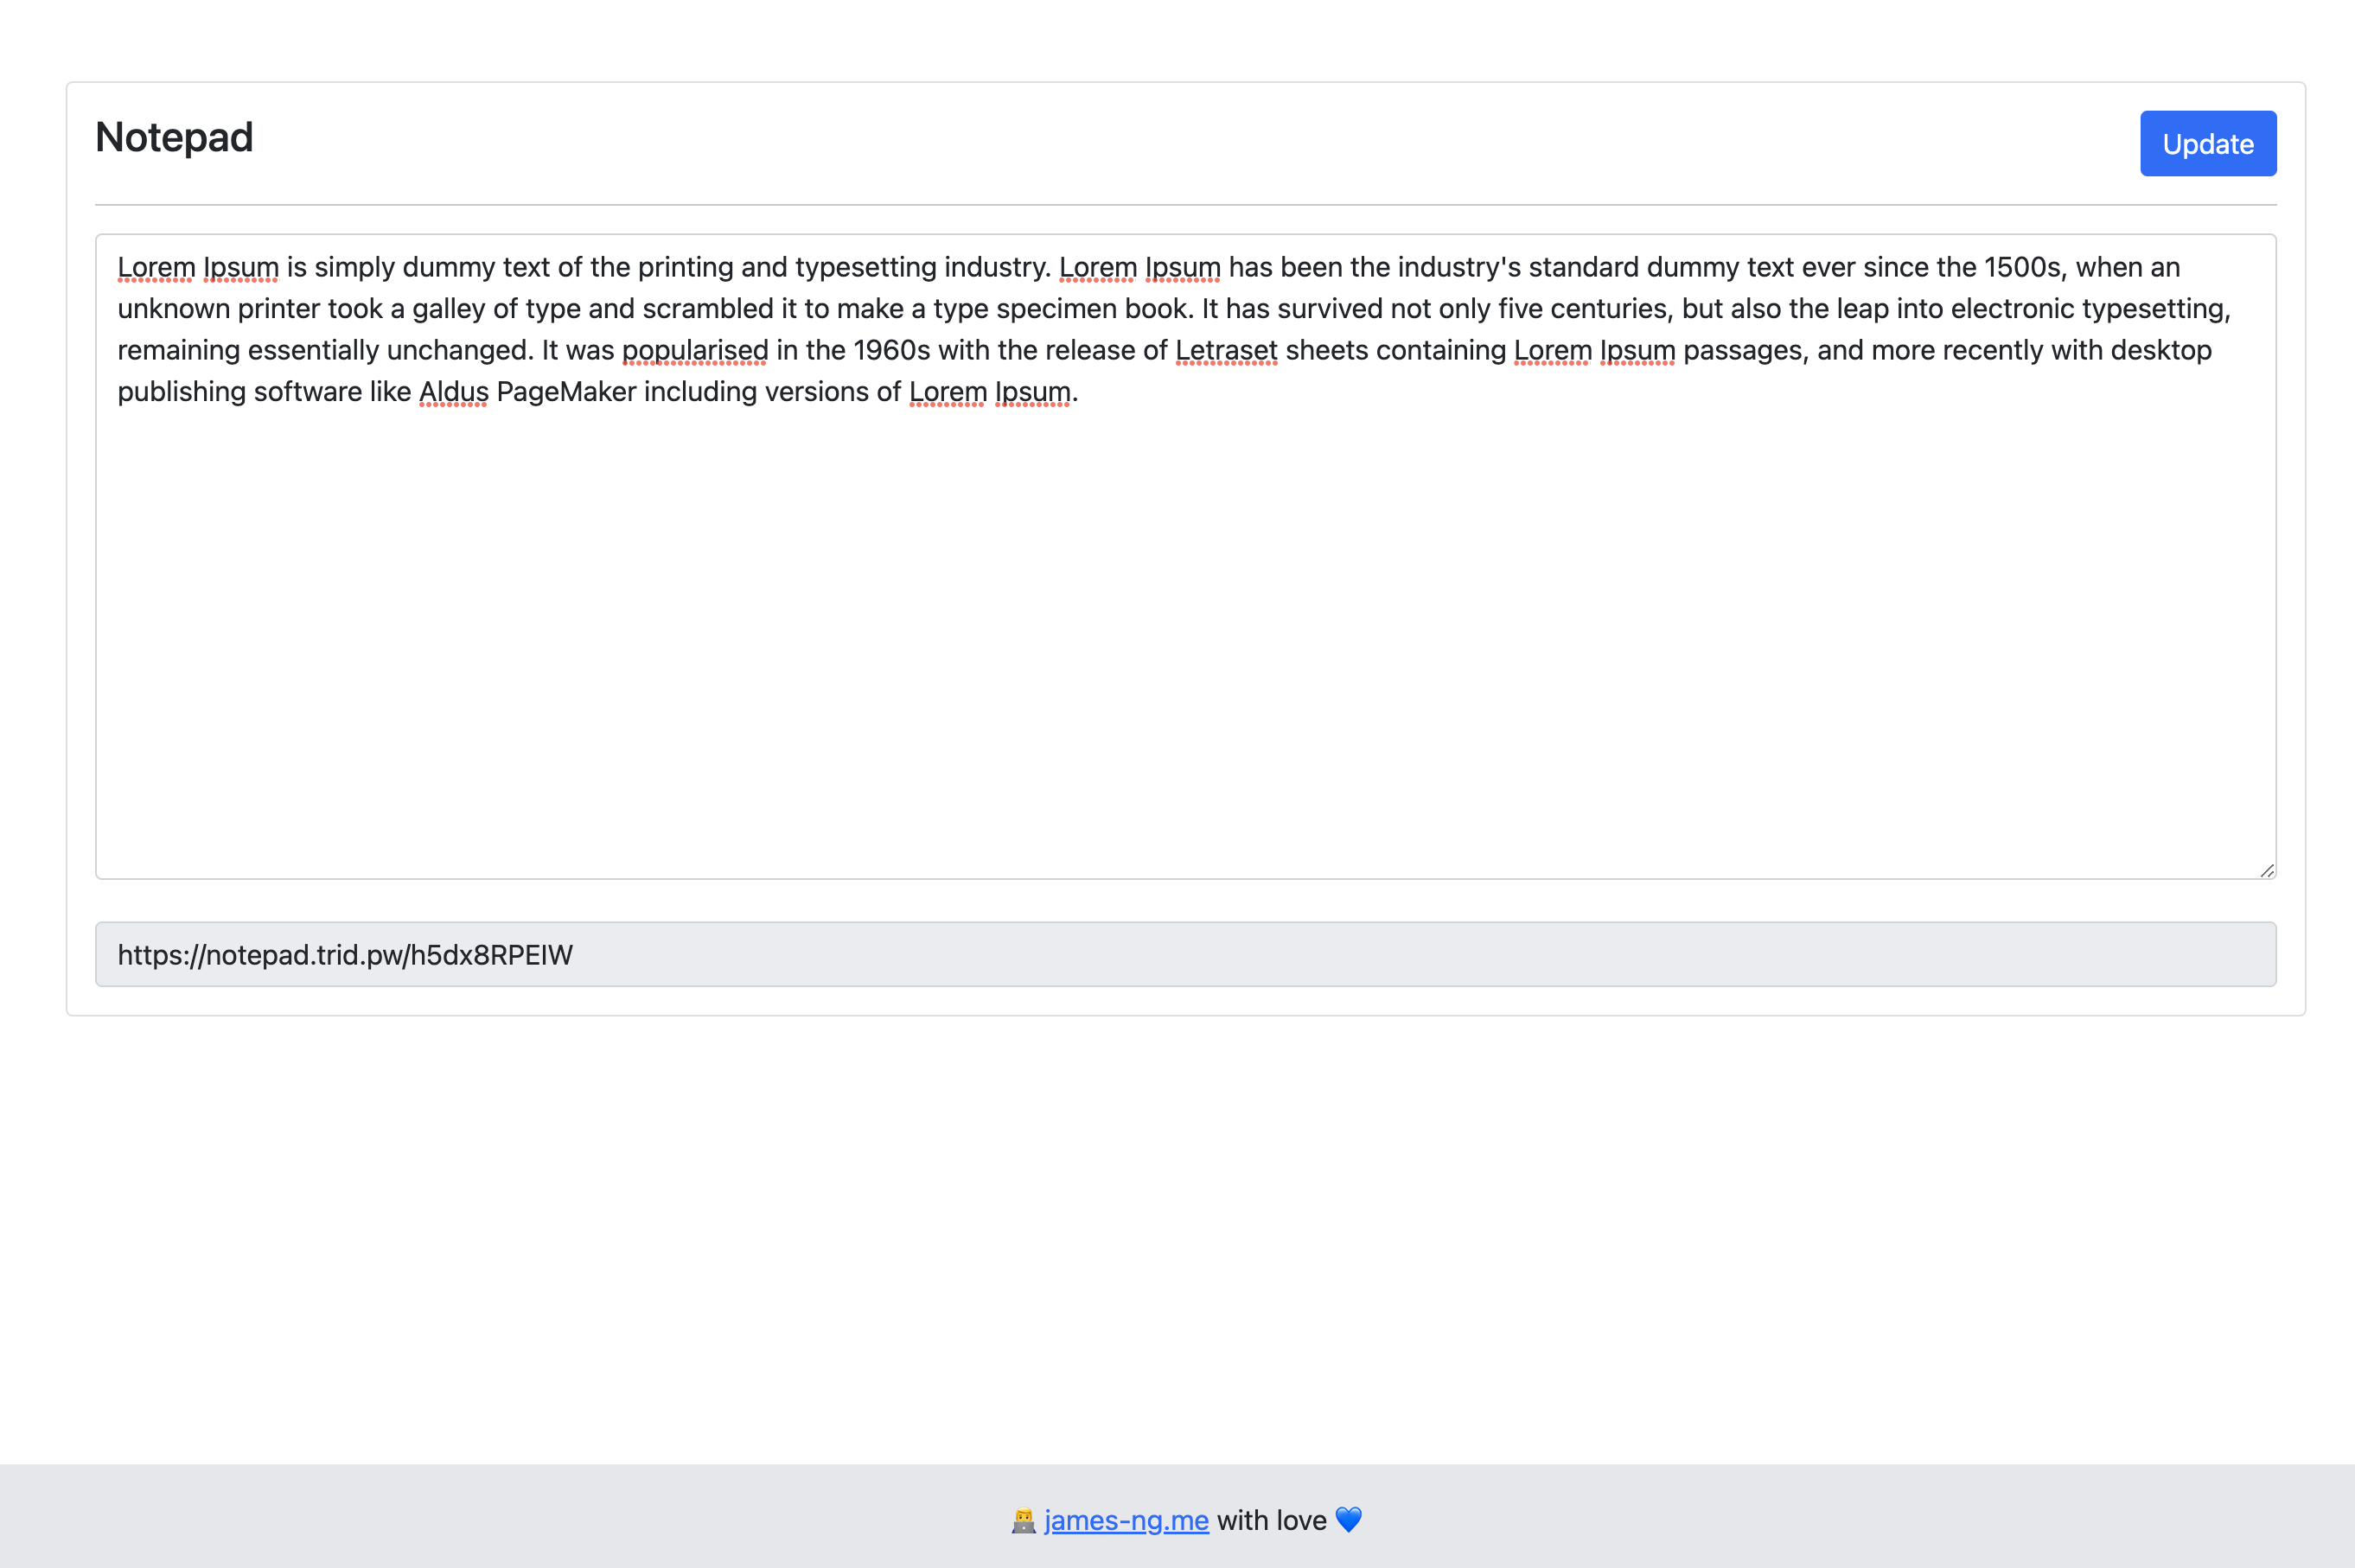 Notepad
Update
Lorem Ipsum is simply dummy text of the printing and typesetting industry. Lorem Ipsum has been the industry's standard dummy text ever since the 1500s, when an
unknown printer took a galley of type and scrambled it to make a type specimen book. It has survived not only five centuries, but also the leap into electronic typesetting,
remaining essentially unchanged. It was popularised in the 1960s with the release of Letraset sheets containing Lorem Ipsum passages, and more recently with desktop
publishing software like Aldus PageMaker including versions of Lorem Ipsum.
https://notepad.trid.pw/h5dx8RPEIW
👨‍💻 james-ng.me with love 💙